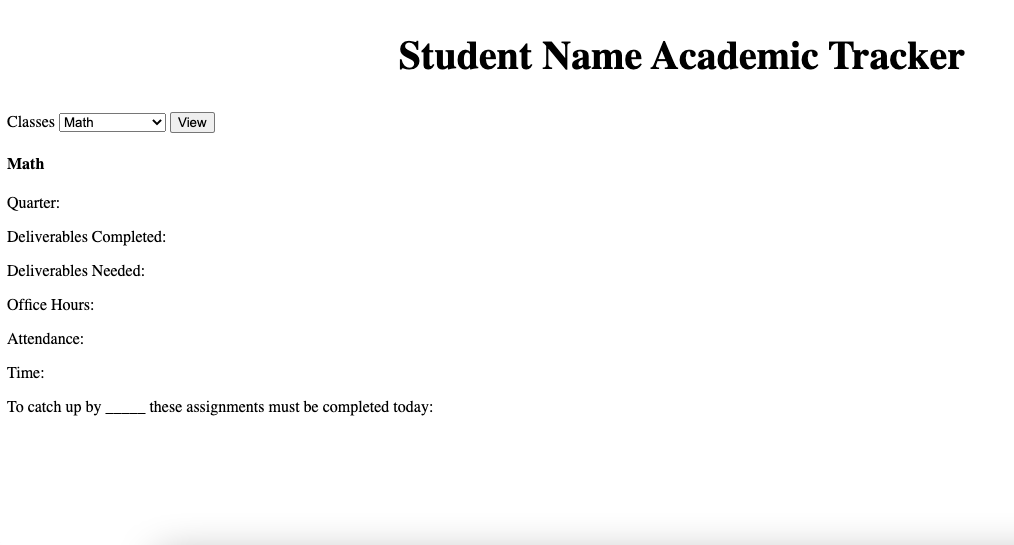 Student Name Academic Tracker
Classes Math View
Math
Quarter:
Deliverables Completed:
Deliverables Needed:
Office Hours:
Attendance:
Time:
To catch up by _____ these assignments must be completed today: